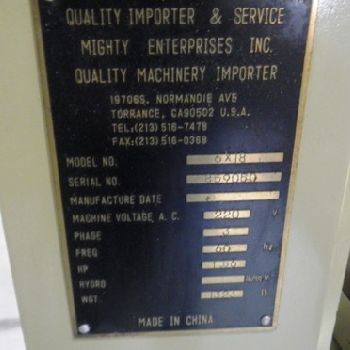 QUALITY IMPORTER & SERVICE
MIGHTY ENTERPRISES INC.
QUALITY MACHINERY IMPORTER
19706S. NORMANDIE AVE
TORRANCE, CA90502 U.S.A.
TEL:(213) 516-7478
FAX:(213) 516-0369
MODEL NO. 6X18
SERIAL NO. 859050
MANUFACTURE DATE
MACHINE VOLTAGE, A. C. 220 V
PHASE 3
FREQ 60 hz
HP
HYDRO
WGT.
MADE IN CHINA